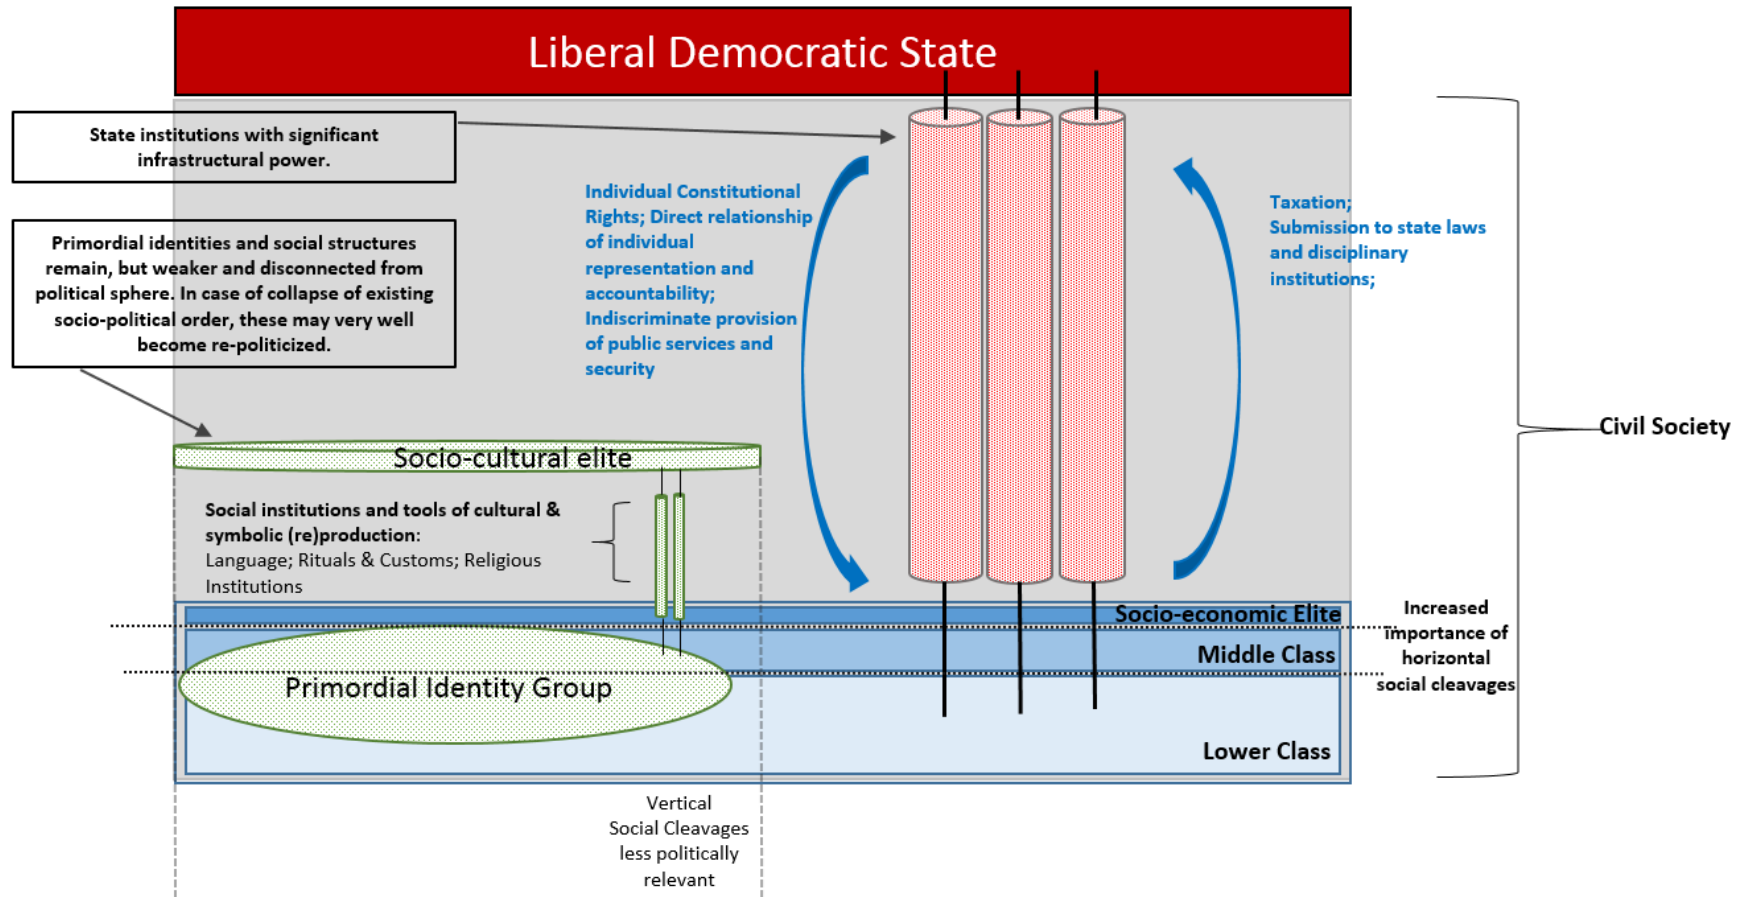 Liberal Democratic State
State institutions with significant
infrastructural power.
Primordial identities and social structures
remain, but weaker and disconnected from
political sphere. In case of collapse of existing
socio-political order, these may very well
become re-politicized.
Individual Constitutional
Rights; Direct relationship
of individual
representation and
accountability;
Indiscriminate provision
of public services and
security
Taxation;
Submission to state laws
and disciplinary
institutions;
Civil Society
Socio-cultural elite
Social institutions and tools of cultural &
symbolic (re)production:
Language; Rituals & Customs; Religious
Institutions
Socio-economic Elite
Middle Class
Primordial Identity Group
Lower Class
Increased
importance of
horizontal
social cleavages
Vertical
Social Cleavages
less politically
relevant